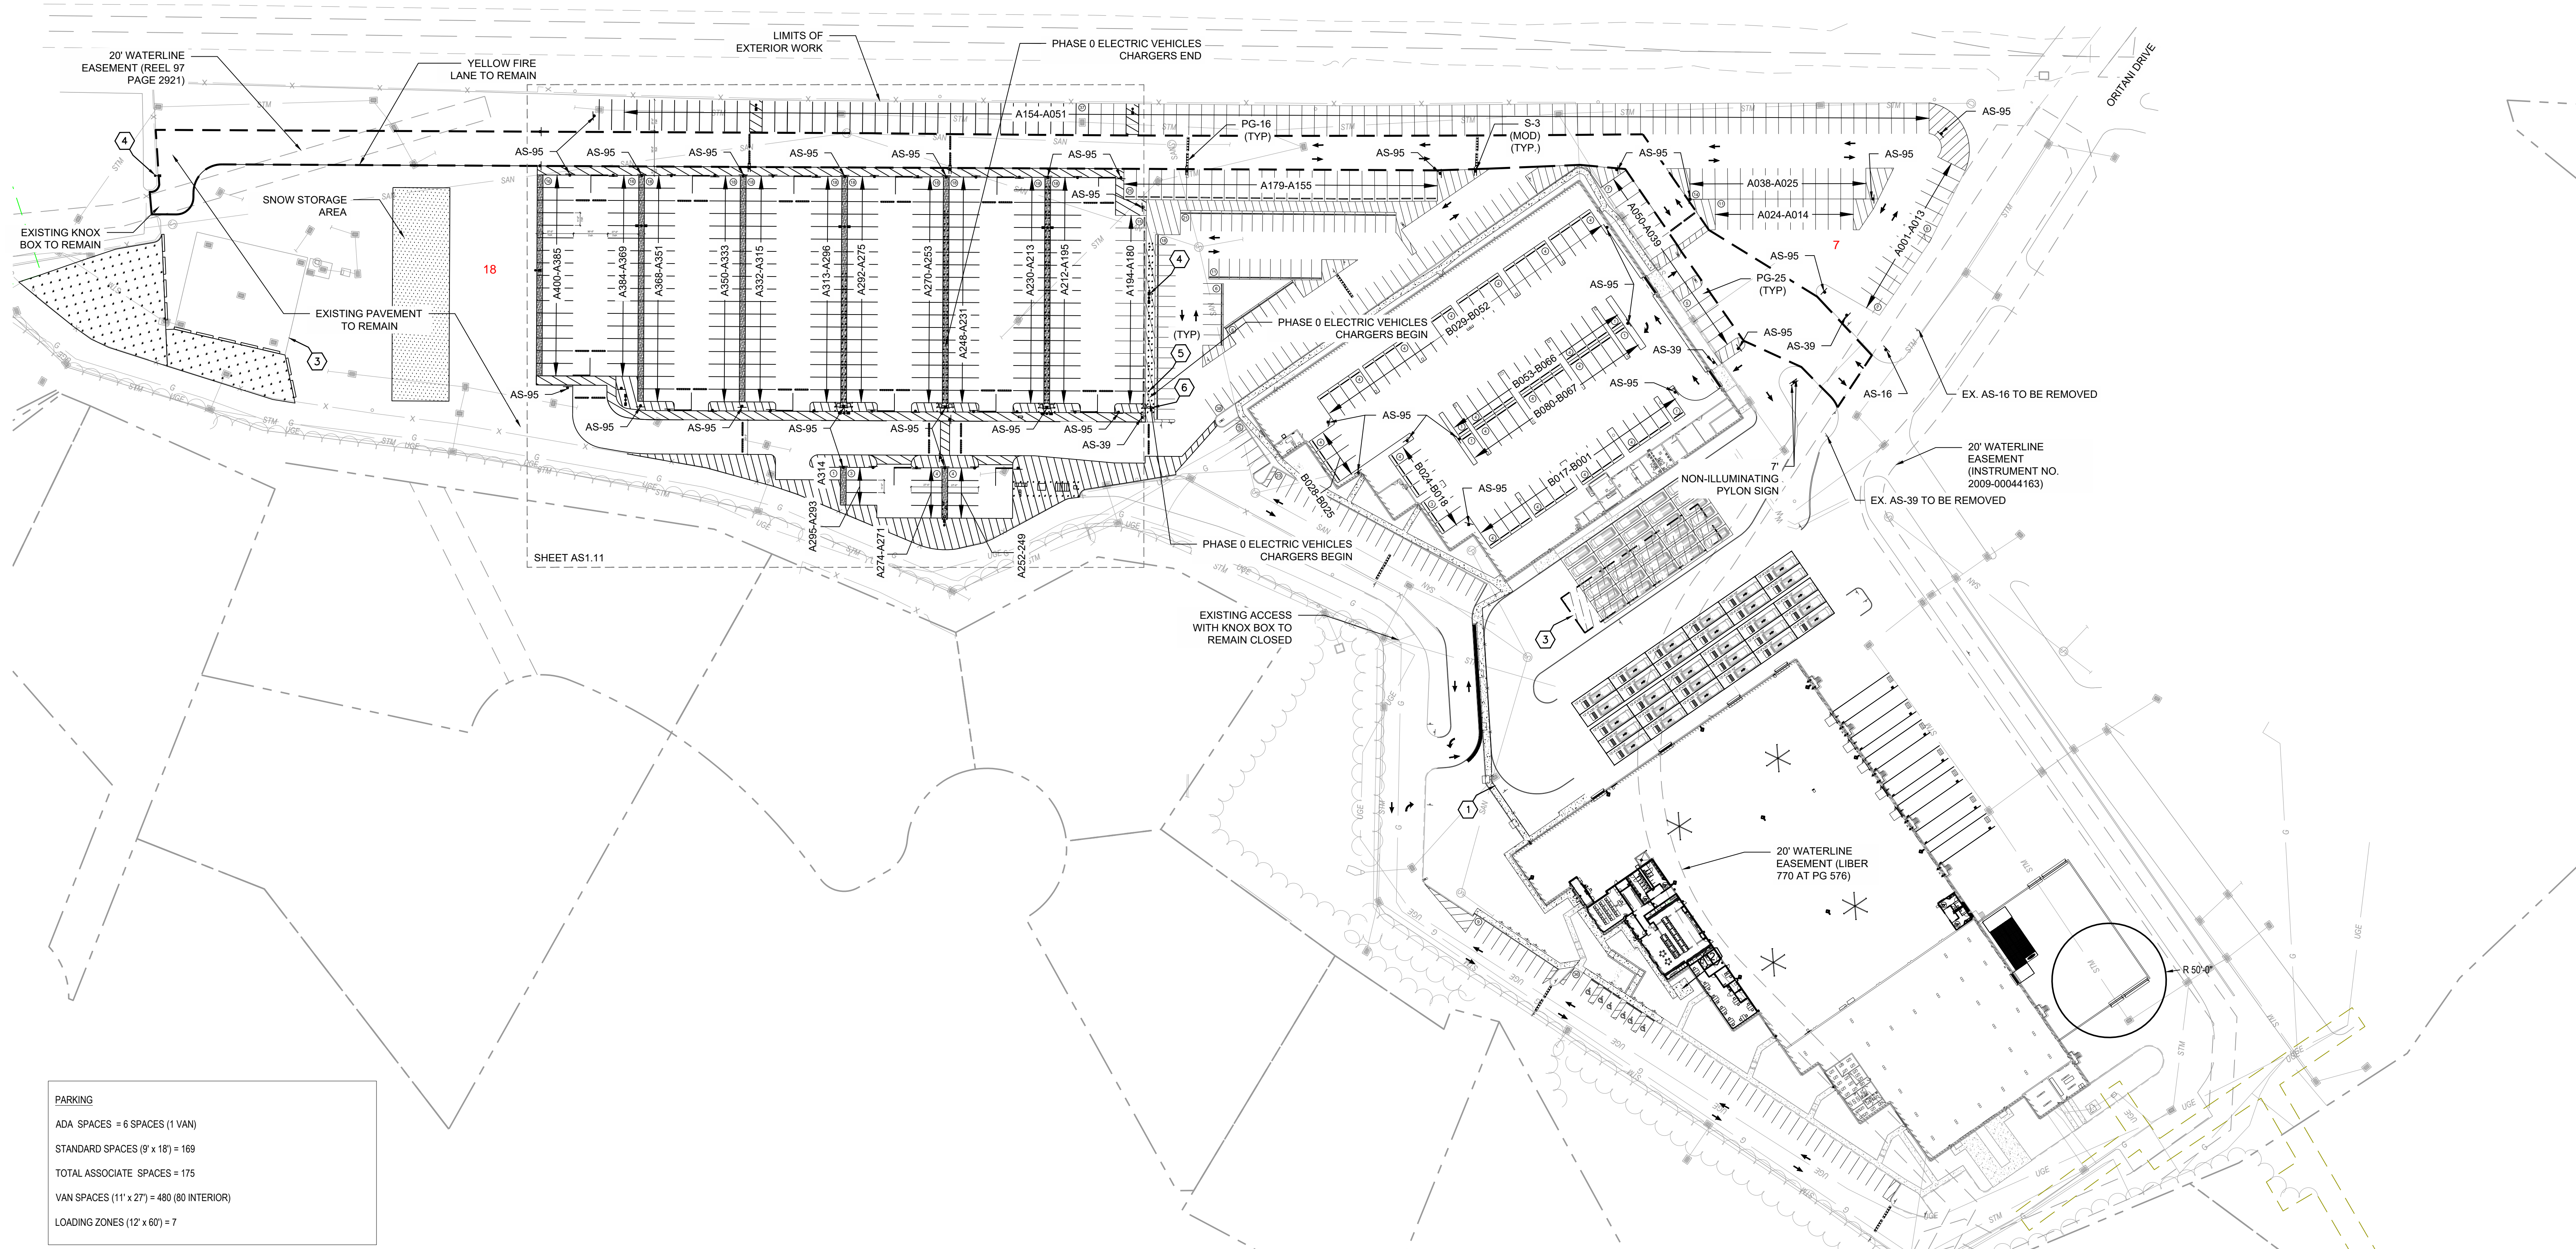 LIMITS OF
EXTERIOR WORK
PHASE 0 ELECTRIC VEHICLES
CHARGERS END
20' WATERLINE
EASEMENT (REEL 97
PAGE 2921)
YELLOW FIRE
LANE TO REMAIN
ORITANI DRIVE
A154-A051
PG-16
(TYP)
S-3
(MOD)
(TYP.)
AS-95
4
AS-95
AS-95
AS-95
AS-95
AS-95
AS-95
AS-95
AS-95
AS-95
AS-95
A179-A155
A038-A025
A024-A014
A050-A039
A001-A013
SNOW STORAGE
AREA
EXISTING KNOX
BOX TO REMAIN
18
7
EXISTING PAVEMENT
TO REMAIN
3
A400-A385
A384-A369
A368-A351
A350-A333
A332-A315
A313-A296
A292-A275
A270-A253
A248-A231
A230-A213
A212-A195
A194-A180
4
(TYP)
5
6
PHASE 0 ELECTRIC VEHICLES
CHARGERS BEGIN
B029-B052
B053-B066
B080-B067
B017-B001
B024-B018
B028-B025
AS-95
AS-95
PG-25
(TYP)
AS-95
AS-39
AS-39
AS-95
AS-95
AS-95
AS-16
EX. AS-16 TO BE REMOVED
20' WATERLINE
EASEMENT
(INSTRUMENT NO.
2009-00044163)
EX. AS-39 TO BE REMOVED
7'
NON-ILLUMINATING
PYLON SIGN
AS-95
AS-95
AS-95
AS-95
AS-95
AS-95
AS-95
AS-39
A314
A295-A293
A274-A271
A252-249
SHEET AS1.11
PHASE 0 ELECTRIC VEHICLES
CHARGERS BEGIN
EXISTING ACCESS
WITH KNOX BOX TO
REMAIN CLOSED
3
1
20' WATERLINE
EASEMENT (LIBER
770 AT PG 576)
R 50'-0"
PARKING
ADA SPACES = 6 SPACES (1 VAN)
STANDARD SPACES (9' x 18') = 169
TOTAL ASSOCIATE SPACES = 175
VAN SPACES (11' x 27') = 480 (80 INTERIOR)
LOADING ZONES (12' x 60') = 7